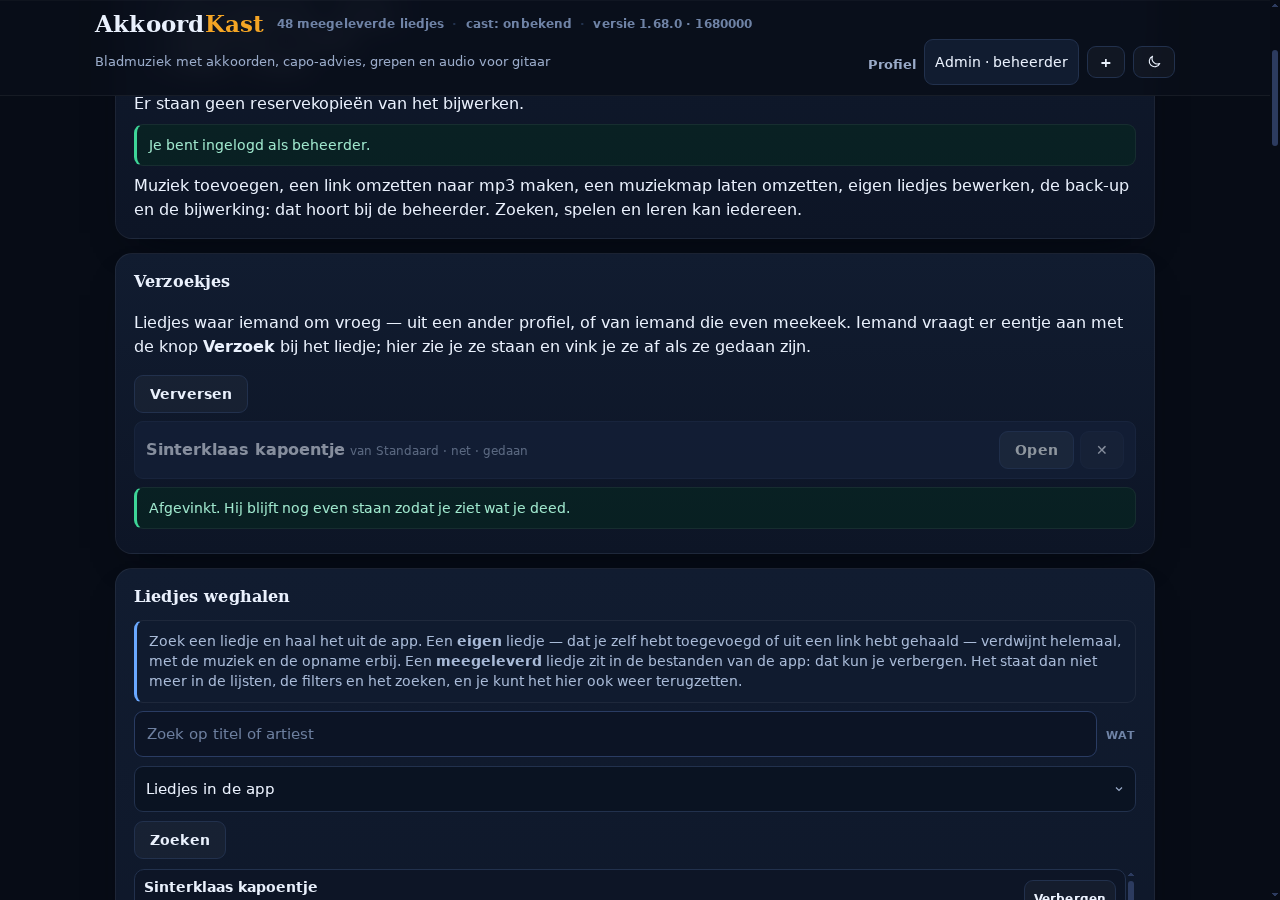 AkkoordKast 48 meegeleverde liedjes · cast: onbekend · versie 1.68.0 · 1680000
Bladmuziek met akkoorden, capo-advies, grepen en audio voor gitaar
Profiel Admin · beheerder +
Er staan geen reservekopieën van het bijwerken.
Je bent ingelogd als beheerder.
Muziek toevoegen, een link omzetten naar mp3 maken, een muziekmap laten omzetten, eigen liedjes bewerken, de back-up
en de bijwerking: dat hoort bij de beheerder. Zoeken, spelen en leren kan iedereen.
Verzoekjes
Liedjes waar iemand om vroeg — uit een ander profiel, of van iemand die even meekeek. Iemand vraagt er eentje aan met
de knop Verzoek bij het liedje; hier zie je ze staan en vink je ze af als ze gedaan zijn.
Verversen
Sinterklaas kapoentje van Standaard · net · gedaan Open ✕
Afgevinkt. Hij blijft nog even staan zodat je ziet wat je deed.
Liedjes weghalen
Zoek een liedje en haal het uit de app. Een eigen liedje — dat je zelf hebt toegevoegd of uit een link hebt gehaald — verdwijnt helemaal,
met de muziek en de opname erbij. Een meegeleverd liedje zit in de bestanden van de app: dat kun je verbergen. Het staat dan niet
meer in de lijsten, de filters en het zoeken, en je kunt het hier ook weer terugzetten.
Zoek op titel of artiest WAT
Liedjes in de app
Zoeken
Sinterklaas kapoentje
Verbergen